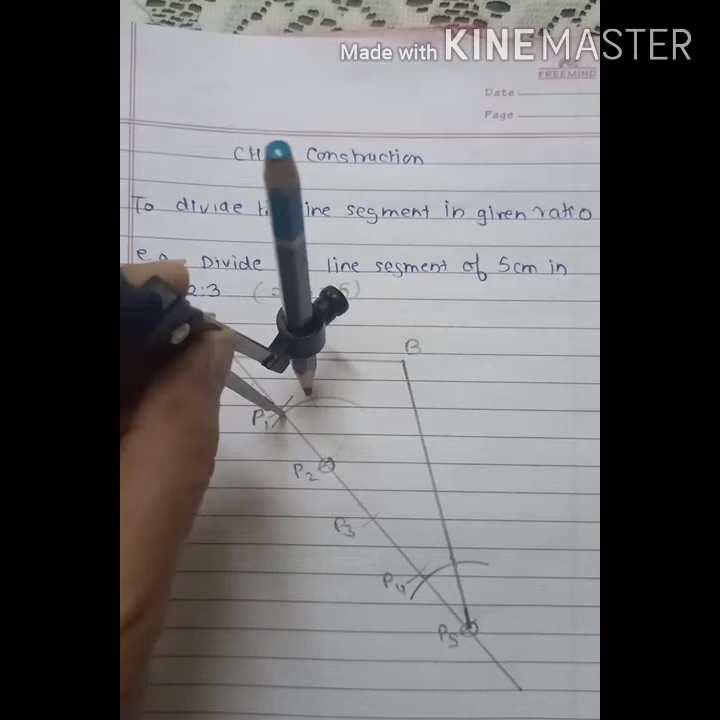 Made with KINEMASTER
FREEMIND
Date
Page
Construction
To divide line segment in given ratio
Divide line segment of 5cm in
2:3
B
P1
P2
P3
P4
P5